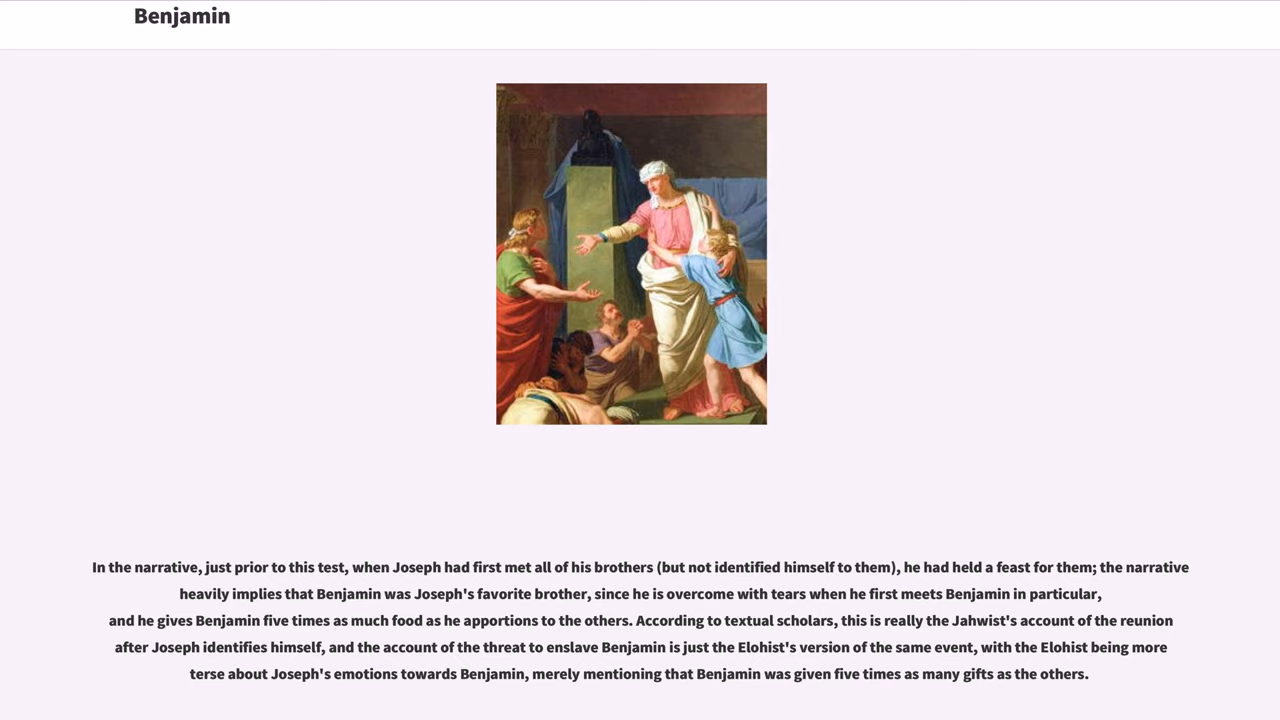 Benjamin
In the narrative, just prior to this test, when Joseph had first met all of his brothers (but not identified himself to them), he had held a feast for them; the narrative
heavily implies that Benjamin was Joseph's favorite brother, since he is overcome with tears when he first meets Benjamin in particular,
and he gives Benjamin five times as much food as he apportions to the others. According to textual scholars, this is really the Jahwist's account of the reunion
after Joseph identifies himself, and the account of the threat to enslave Benjamin is just the Elohist's version of the same event, with the Elohist being more
terse about Joseph's emotions towards Benjamin, merely mentioning that Benjamin was given five times as many gifts as the others.